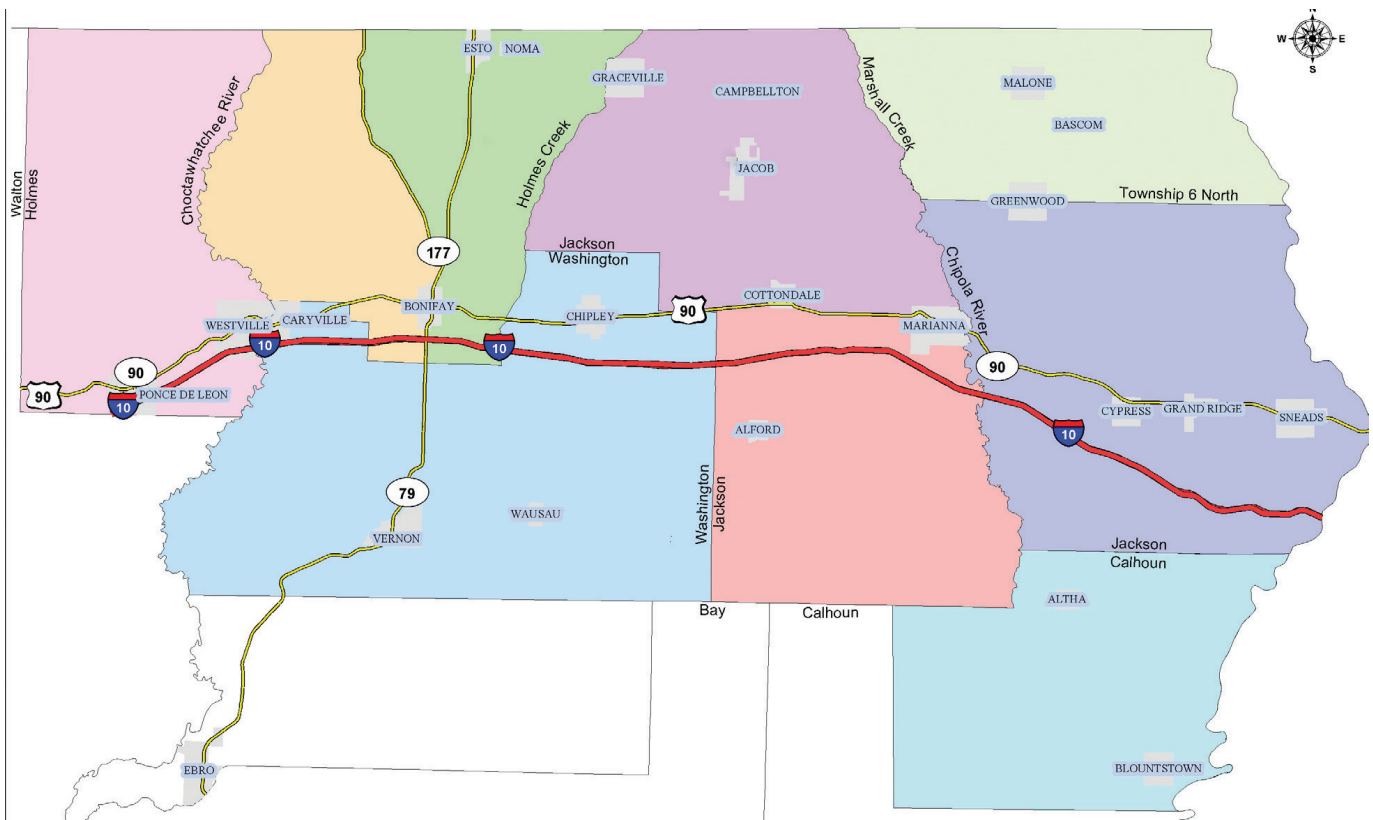 N
W
E
S
ESTO
NOMA
GRACEVILLE
CAMPBELLTON
MALONE
BASCOM
Choctawhatchee River
Marshall Creek
Holmes Creek
JACOB
Walton
Holmes
GREENWOOD
Township 6 North
177
Jackson
Washington
Chipola River
BONIFAY
COTTONDALE
WESTVILLE
CARYVILLE
CHIPLEY
90
MARIANNA
10
10
90
90
90
PONCE DE LEON
10
CYPRESS
GRAND RIDGE
SNEADS
ALFORD
10
79
WAUSAU
VERNON
Washington
Jackson
Jackson
Calhoun
ALTHA
Bay
Calhoun
EBRO
BLOUNTSTOWN